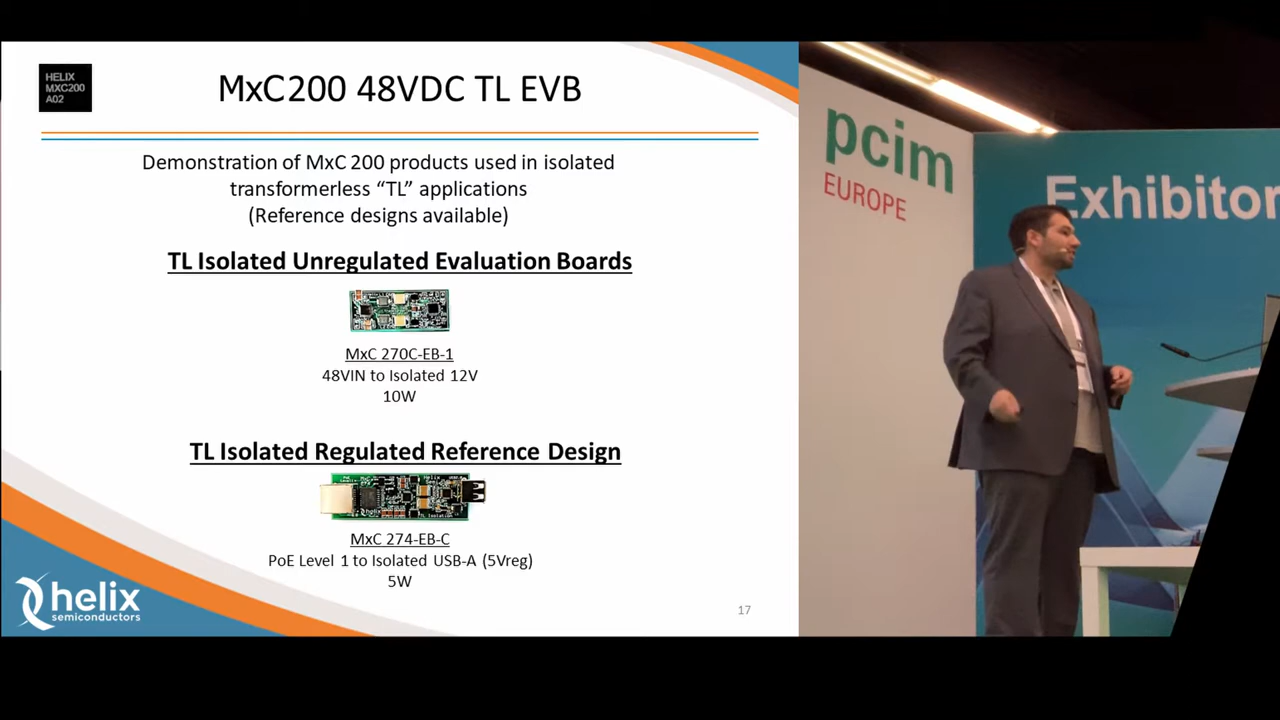 HELIX
MXC200
A02
MxC200 48VDC TL EVB
Demonstration of MxC 200 products used in isolated
transformerless “TL” applications
(Reference designs available)
TL Isolated Unregulated Evaluation Boards
MxC 270C-EB-1
48VIN to Isolated 12V
10W
TL Isolated Regulated Reference Design
MxC 274-EB-C
PoE Level 1 to Isolated USB-A (5Vreg)
5W
helix
semiconductors
17
pcim
EUROPE
Exhibitor